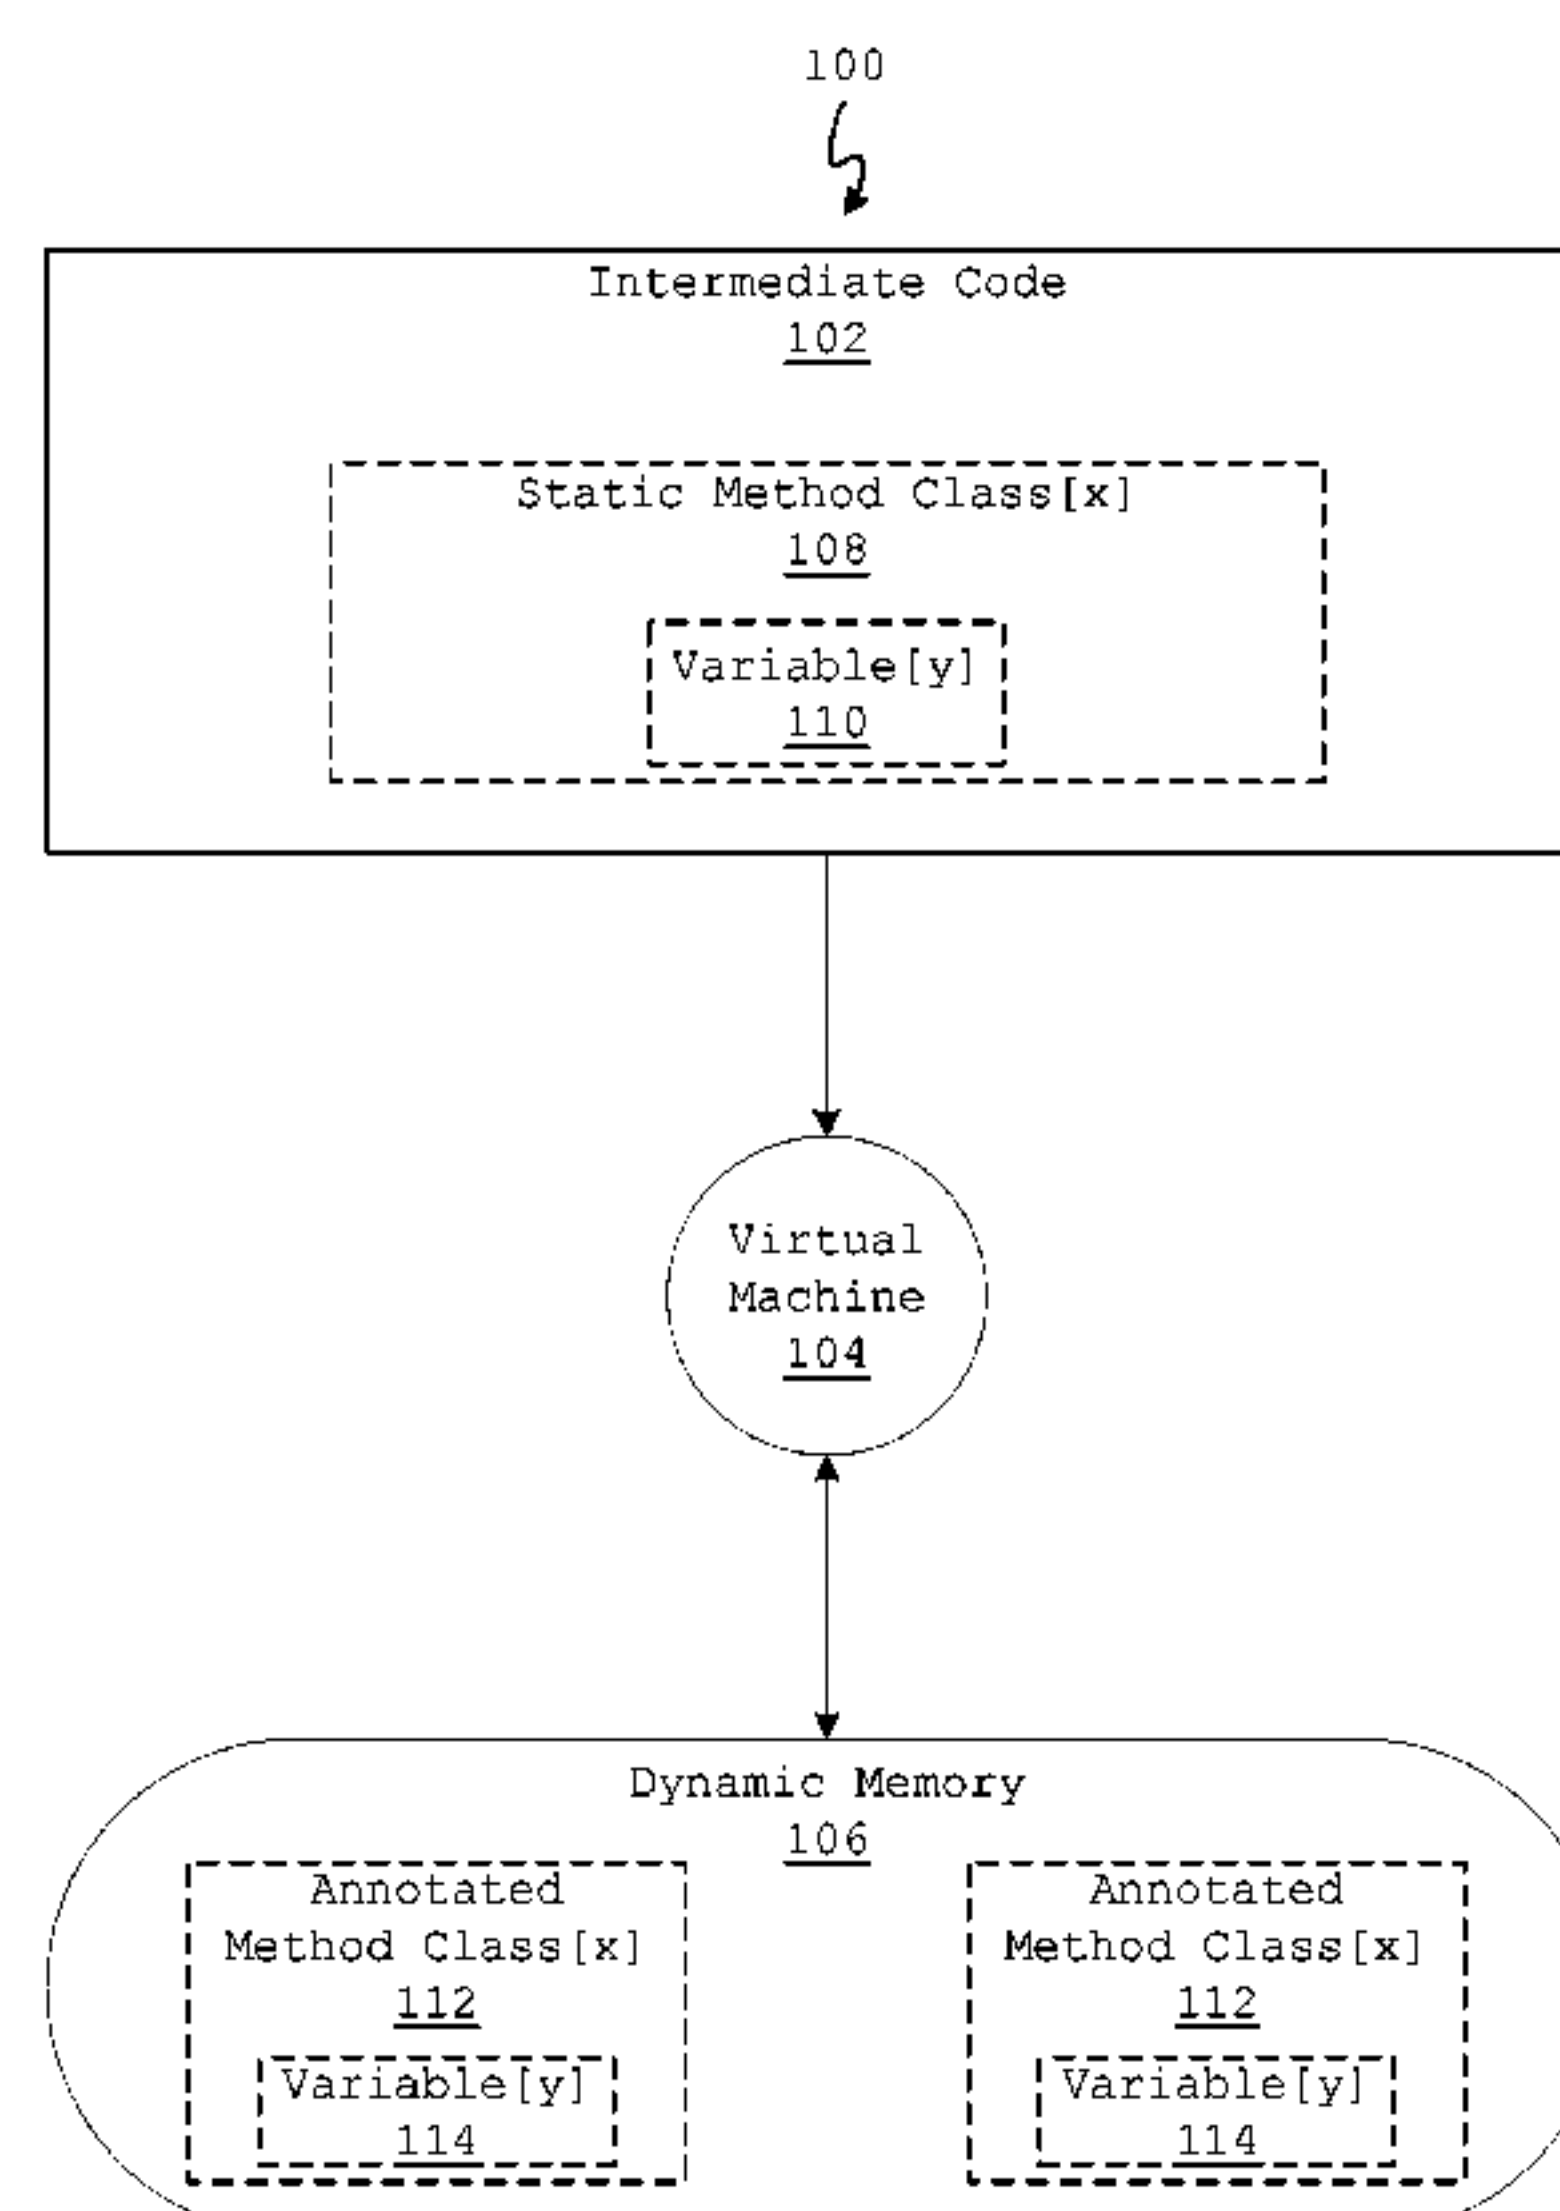 100
Intermediate Code
102
Static Method Class[x]
108
Variable[y]
110
Virtual
Machine
104
Dynamic Memory
106
Annotated
Method Class[x]
112
Variable[y]
114
Annotated
Method Class[x]
112
Variable[y]
114